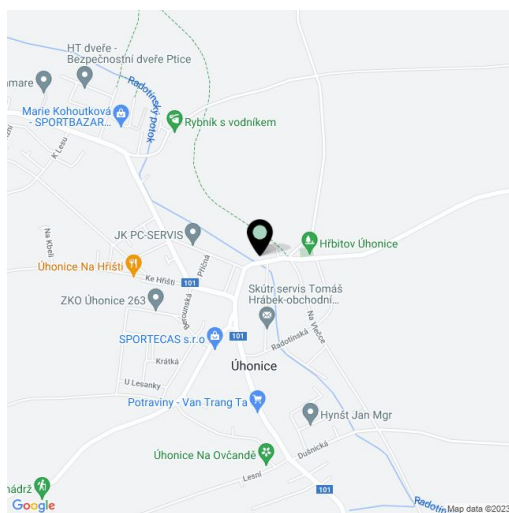 HT dveře -
Bezpečnostní dveře Ptice
mare
Radotínský
potok
Marie Kohoutková
- SPORTBAZAR...
Rybník s vodníkem
K Lesu
Na Kbeli
JK PC-SERVIS
Hřbitov Úhonice
Příčná
Úhonice Na Hřišti
Ke Hřišti
101
Skútr servis Tomáš
Hrábek-obchodní...
ZKO Úhonice 263
Berounská
Na Vlečce
SPORTECAS s.r.o
101
Radotínská
Krátká
Úhonice
U Lesanky
Potraviny - Van Trang Ta
Hynšt Jan Mgr
Dušnická
Úhonice Na Ovčandě
Lesní
nádrž
101
Google
Radotín
Map data ©2023